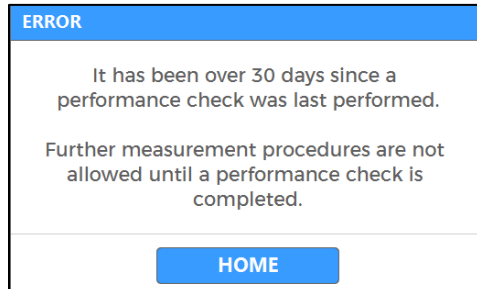 ERROR
It has been over 30 days since a
performance check was last performed.
Further measurement procedures are not
allowed until a performance check is
completed.
HOME